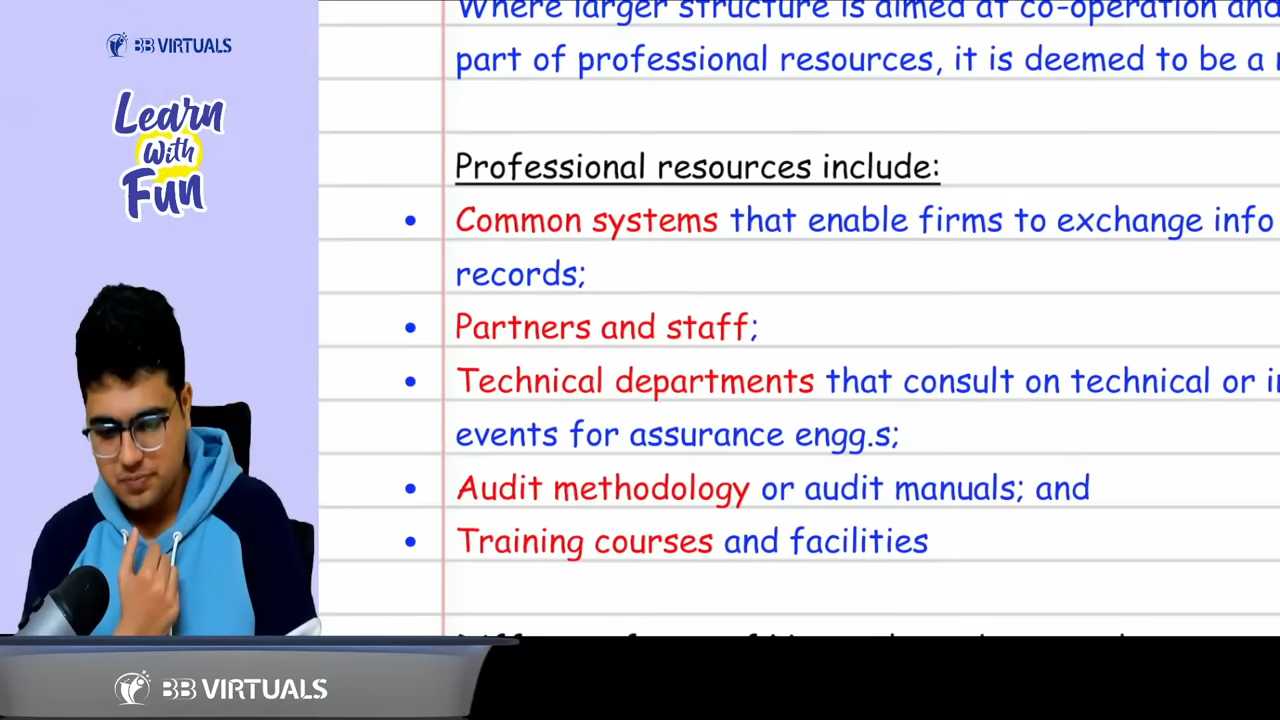 BB VIRTUALS
Learn
With
Fun
Where larger structure is aimed at co-operation and
part of professional resources, it is deemed to be a
Professional resources include:
• Common systems that enable firms to exchange info
records;
• Partners and staff;
• Technical departments that consult on technical or
events for assurance engg.s;
• Audit methodology or audit manuals; and
• Training courses and facilities
BB VIRTUALS